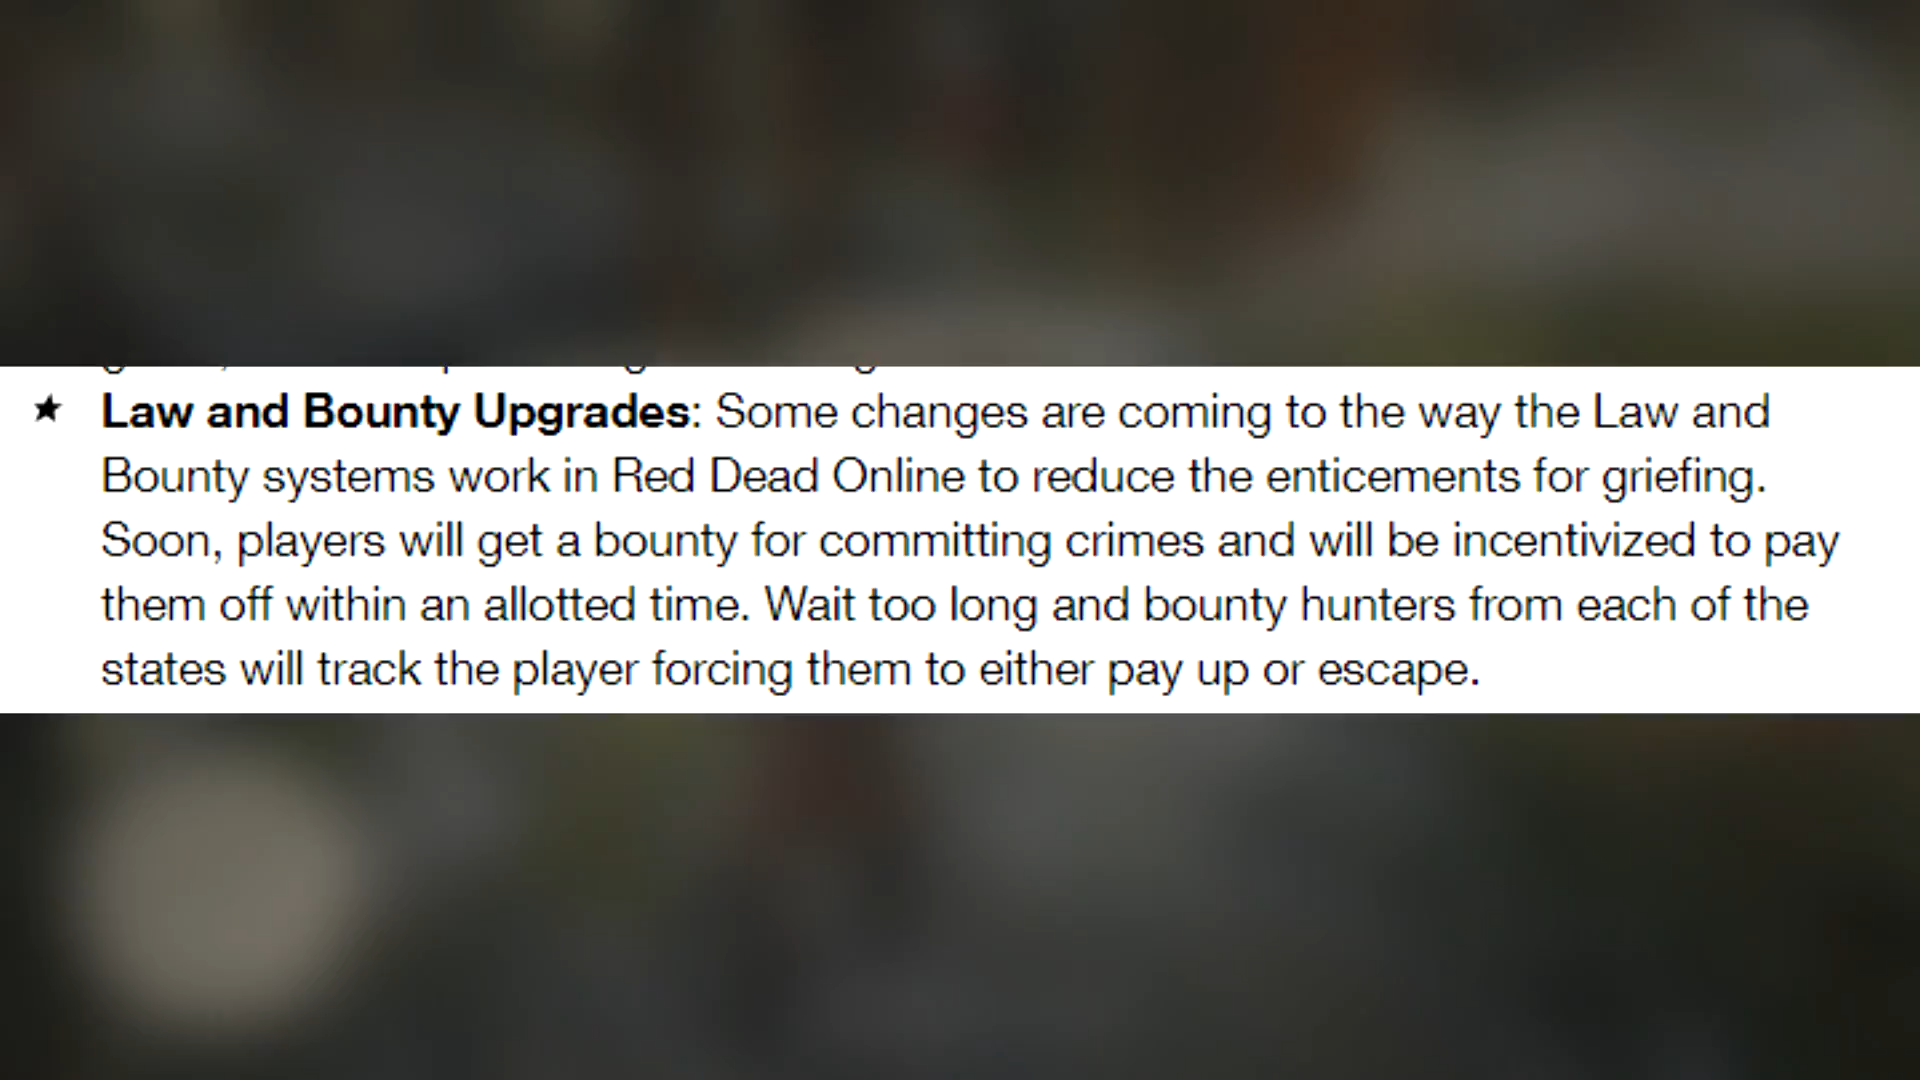 ★ Law and Bounty Upgrades: Some changes are coming to the way the Law and
Bounty systems work in Red Dead Online to reduce the enticements for griefing.
Soon, players will get a bounty for committing crimes and will be incentivized to pay
them off within an allotted time. Wait too long and bounty hunters from each of the
states will track the player forcing them to either pay up or escape.